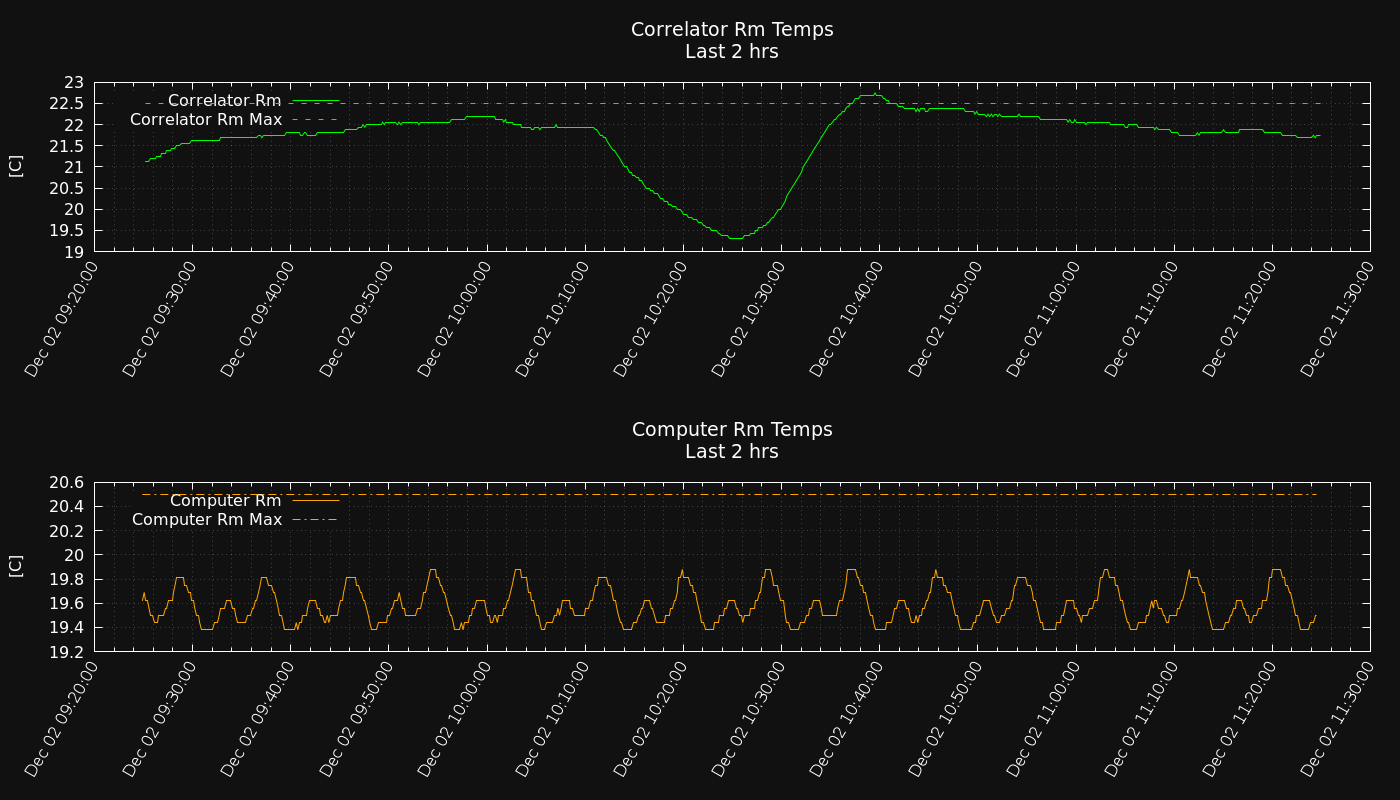 Correlator Rm Temps
Last 2 hrs
23
22.5
22
21.5
21
20.5
20
19.5
19
[C]
Correlator Rm
Correlator Rm Max
Dec 02 09:20:00
Dec 02 09:30:00
Dec 02 09:40:00
Dec 02 09:50:00
Dec 02 10:00:00
Dec 02 10:10:00
Dec 02 10:20:00
Dec 02 10:30:00
Dec 02 10:40:00
Dec 02 10:50:00
Dec 02 11:00:00
Dec 02 11:10:00
Dec 02 11:20:00
Dec 02 11:30:00
Computer Rm Temps
Last 2 hrs
20.6
20.4
20.2
20
19.8
19.6
19.4
19.2
[C]
Computer Rm
Computer Rm Max
Dec 02 09:20:00
Dec 02 09:30:00
Dec 02 09:40:00
Dec 02 09:50:00
Dec 02 10:00:00
Dec 02 10:10:00
Dec 02 10:20:00
Dec 02 10:30:00
Dec 02 10:40:00
Dec 02 10:50:00
Dec 02 11:00:00
Dec 02 11:10:00
Dec 02 11:20:00
Dec 02 11:30:00